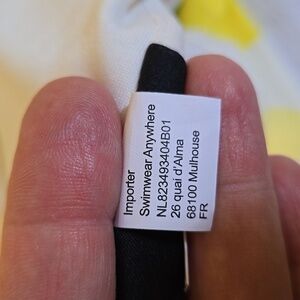 Importer
Swimwear Anywhere
NL823493404B01
26 quai d'Alma
68100 Mulhouse
FR